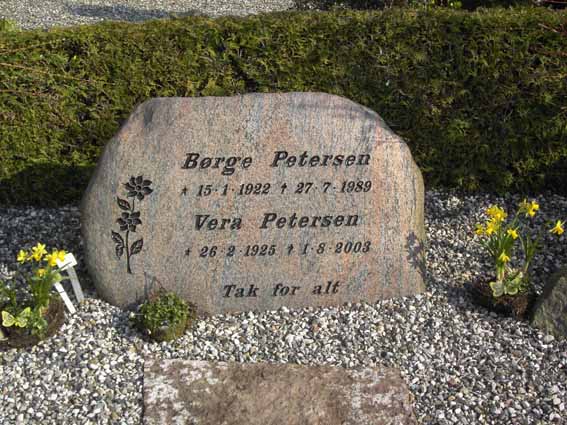 Børge Petersen
* 15·1·1922 † 27·7·1989
Vera Petersen
* 26·2·1925 † 1·8·2003
Tak for alt